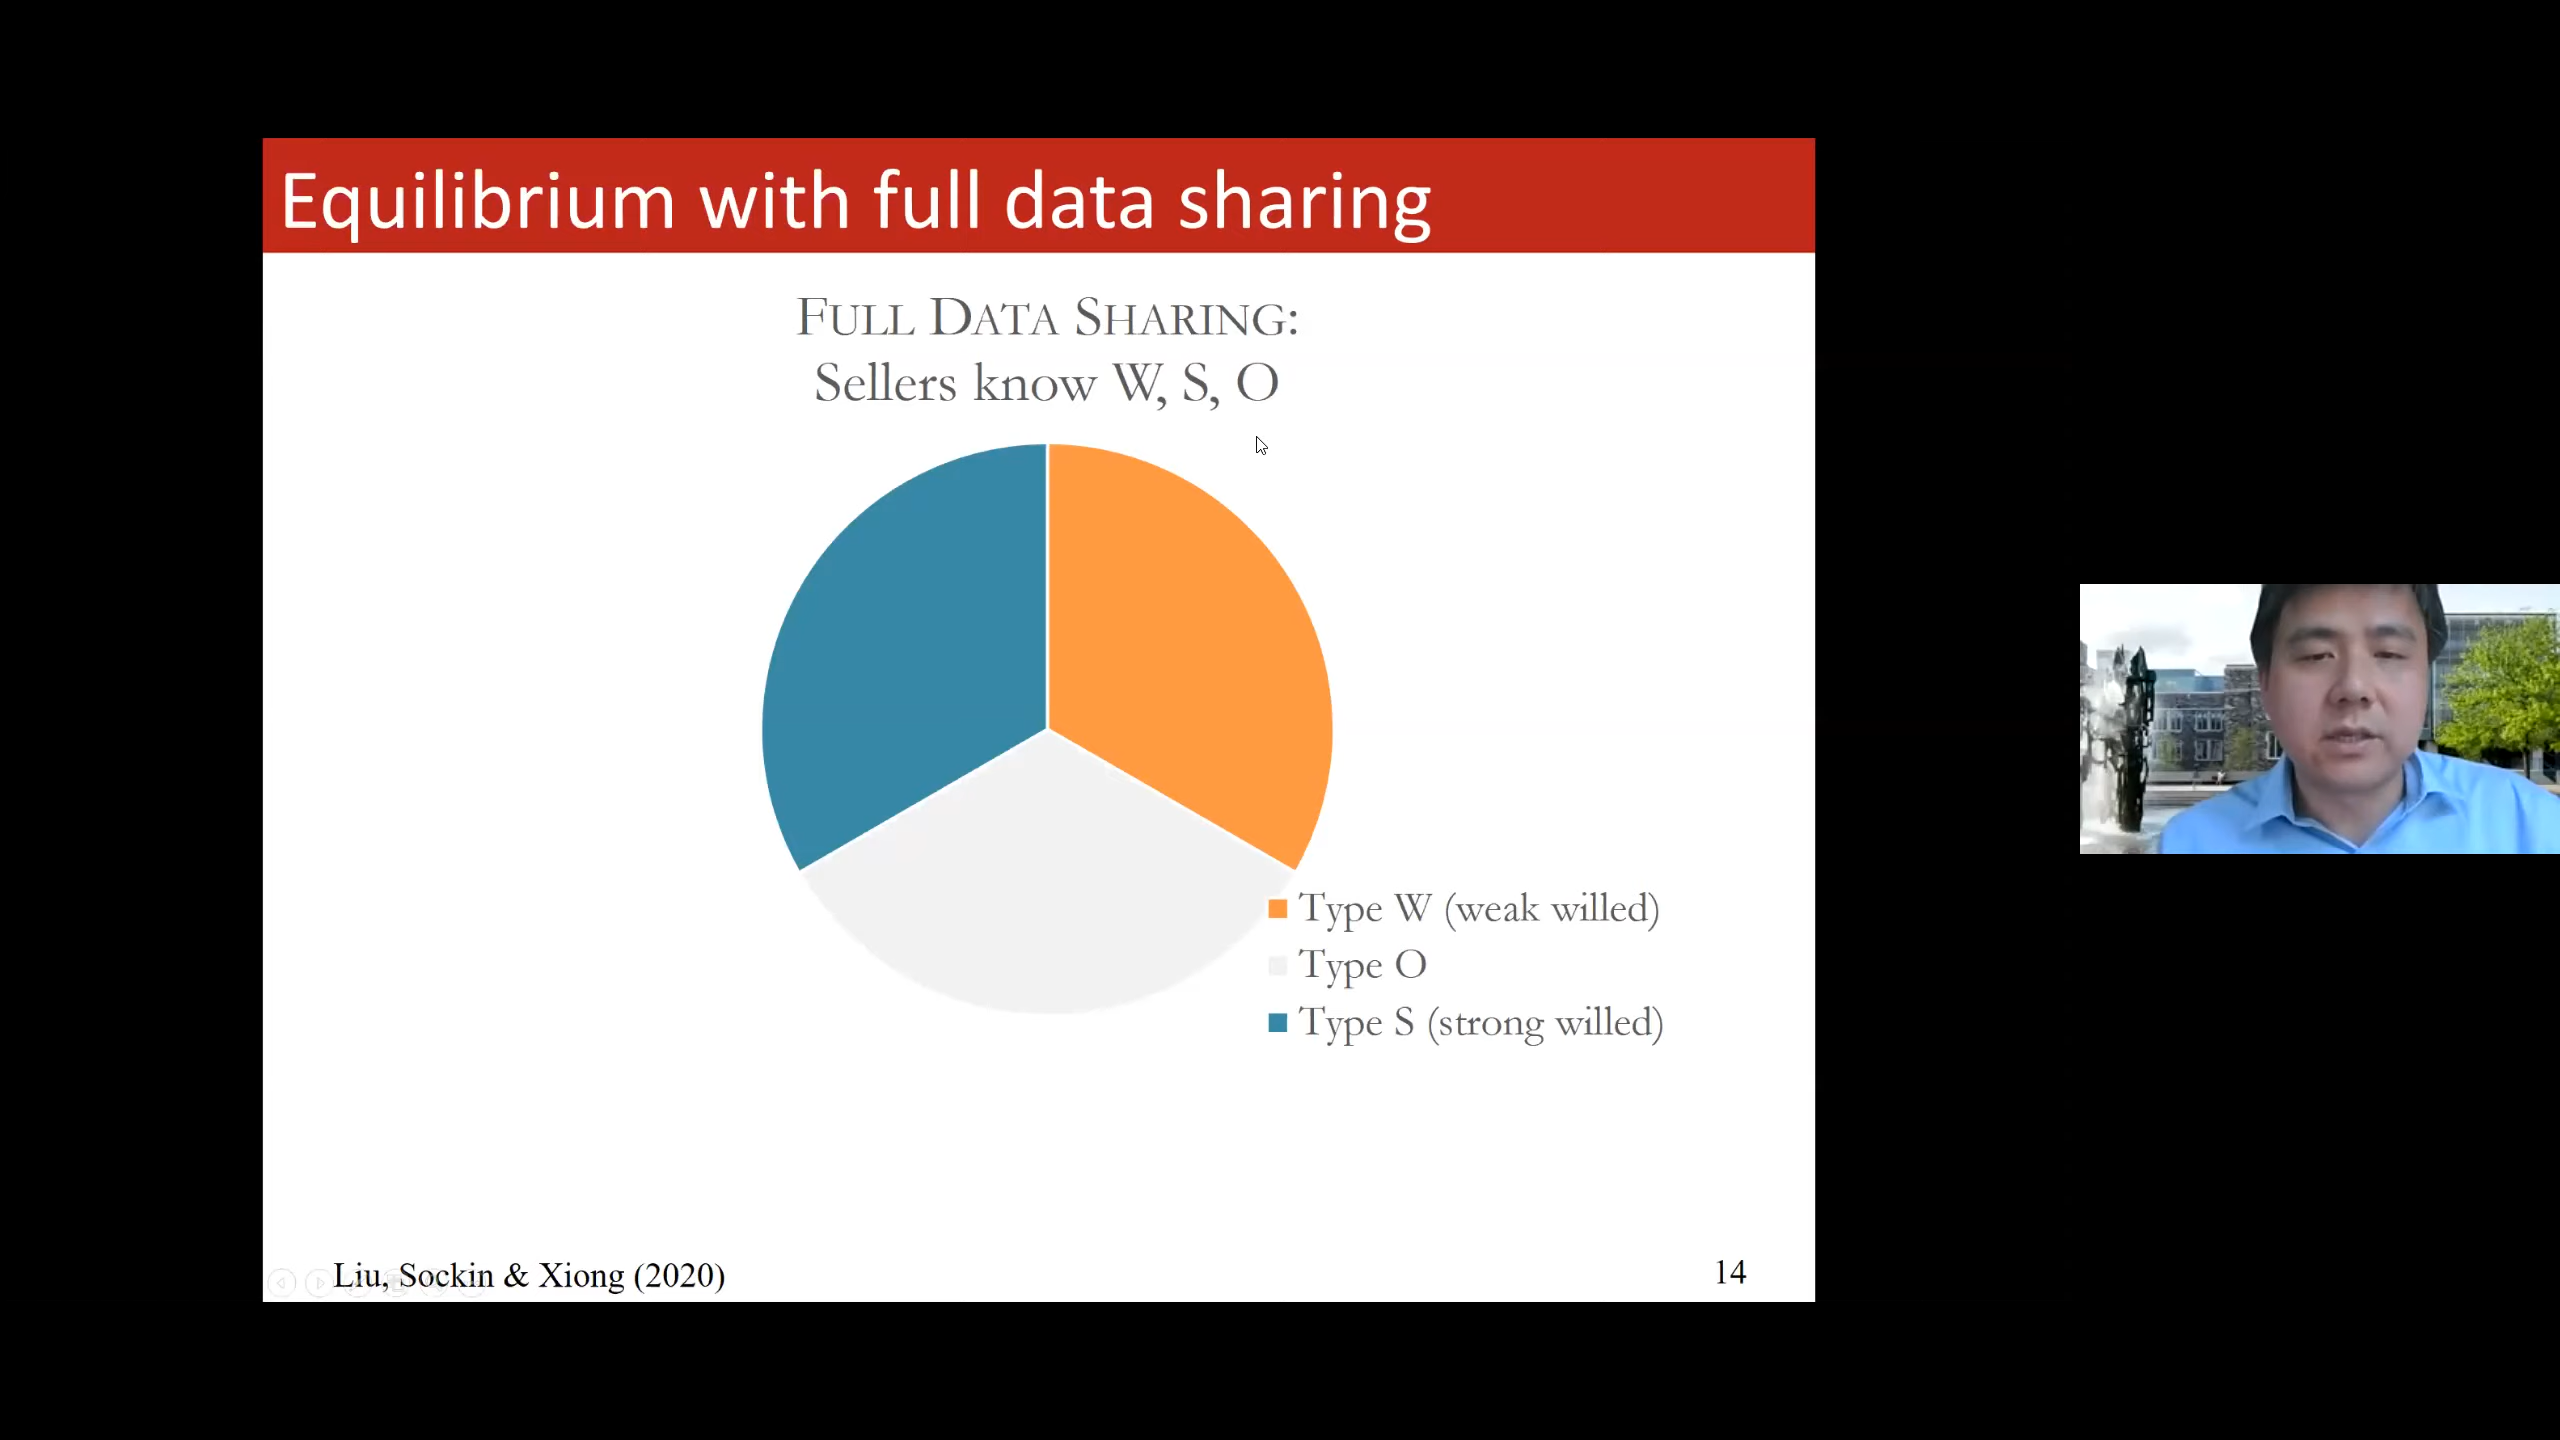 Equilibrium with full data sharing
FULL DATA SHARING:
Sellers know W, S, O
Type W (weak willed)
Type O
Type S (strong willed)
Liu, Sockin & Xiong (2020)
14